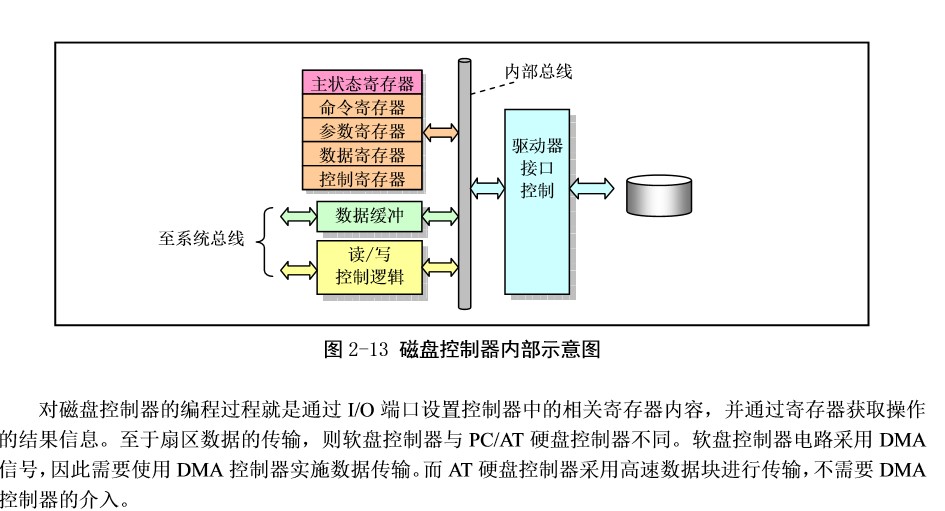 主状态寄存器
命令寄存器
参数寄存器
数据寄存器
控制寄存器
数据缓冲
读/写
控制逻辑
至系统总线
内部总线
驱动器
接口
控制
图 2-13 磁盘控制器内部示意图
对磁盘控制器的编程过程就是通过 I/O 端口设置控制器中的相关寄存器内容，并通过寄存器获取操作
的结果信息。至于扇区数据的传输，则软盘控制器与 PC/AT 硬盘控制器不同。软盘控制器电路采用 DMA
信号，因此需要使用 DMA 控制器实施数据传输。而 AT 硬盘控制器采用高速数据块进行传输，不需要 DMA
控制器的介入。